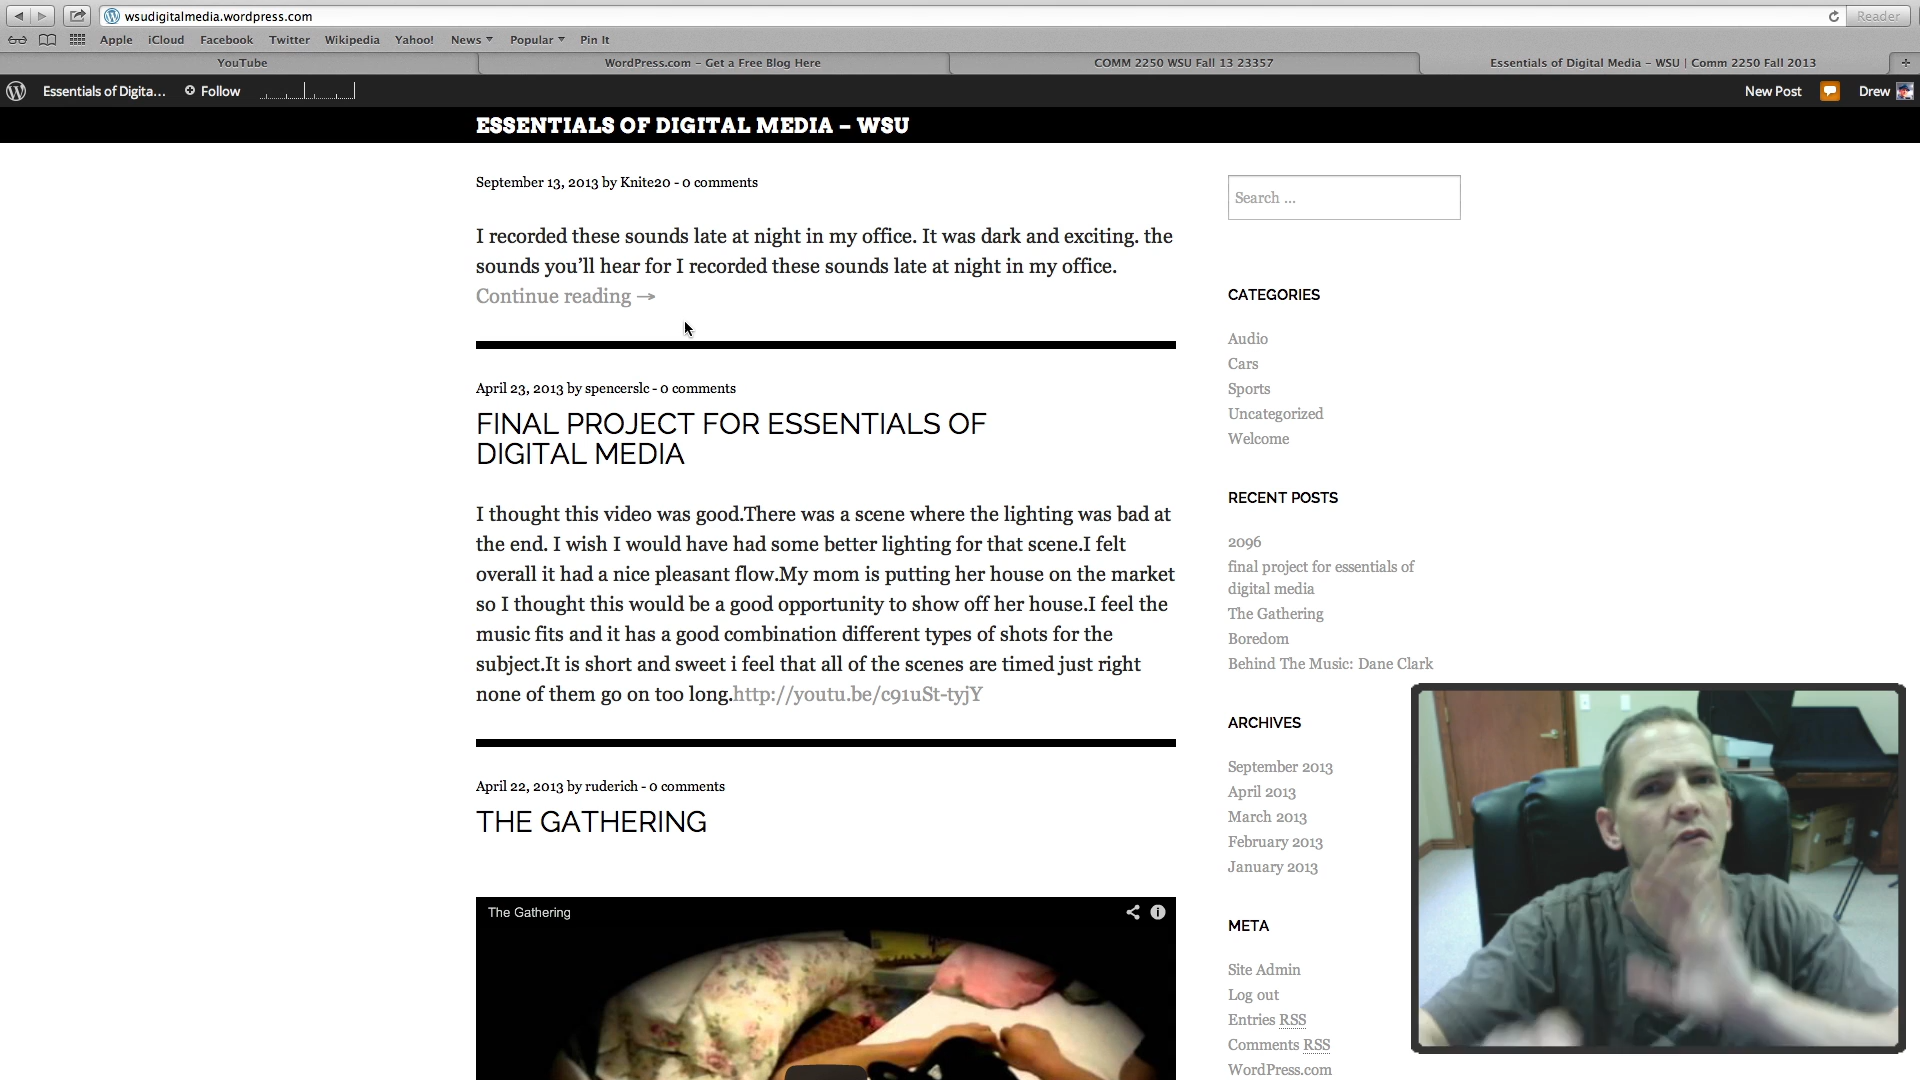 wsudigitalmedia.wordpress.com
Reader
Apple
iCloud
Facebook
Twitter
Wikipedia
Yahoo!
News
Popular
Pin It
YouTube
WordPress.com – Get a Free Blog Here
COMM 2250 WSU Fall 13 23357
Essentials of Digital Media – WSU | Comm 2250 Fall 2013
Essentials of Digita...
Follow
New Post
Drew
ESSENTIALS OF DIGITAL MEDIA – WSU
September 13, 2013 by Knite20 - 0 comments
I recorded these sounds late at night in my office. It was dark and exciting. the
sounds you’ll hear for I recorded these sounds late at night in my office.
Continue reading →
April 23, 2013 by spencerslc - 0 comments
FINAL PROJECT FOR ESSENTIALS OF
DIGITAL MEDIA
I thought this video was good.There was a scene where the lighting was bad at
the end. I wish I would have had some better lighting for that scene.I felt
overall it had a nice pleasant flow.My mom is putting her house on the market
so I thought this would be a good opportunity to show off her house.I feel the
music fits and it has a good combination different types of shots for the
subject.It is short and sweet i feel that all of the scenes are timed just right
none of them go on too long.http://youtu.be/c91uSt-tyjY
April 22, 2013 by ruderich - 0 comments
THE GATHERING
The Gathering
Search ...
CATEGORIES
Audio
Cars
Sports
Uncategorized
Welcome
RECENT POSTS
2096
final project for essentials of
digital media
The Gathering
Boredom
Behind The Music: Dane Clark
ARCHIVES
September 2013
April 2013
March 2013
February 2013
January 2013
META
Site Admin
Log out
Entries RSS
Comments RSS
WordPress.com